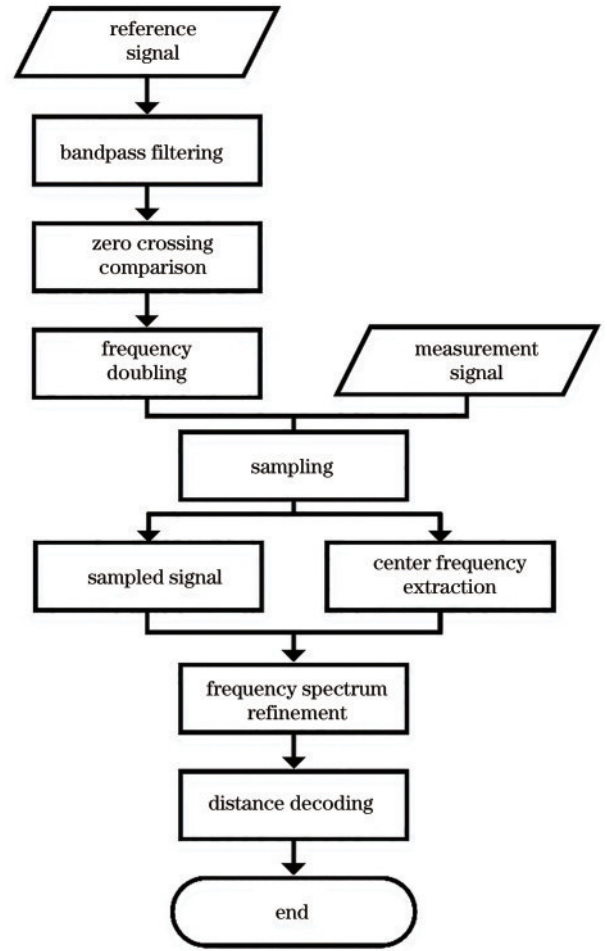 reference
signal
bandpass filtering
zero crossing
comparison
frequency
doubling
measurement
signal
sampling
sampled signal
center frequency
extraction
frequency spectrum
refinement
distance decoding
end